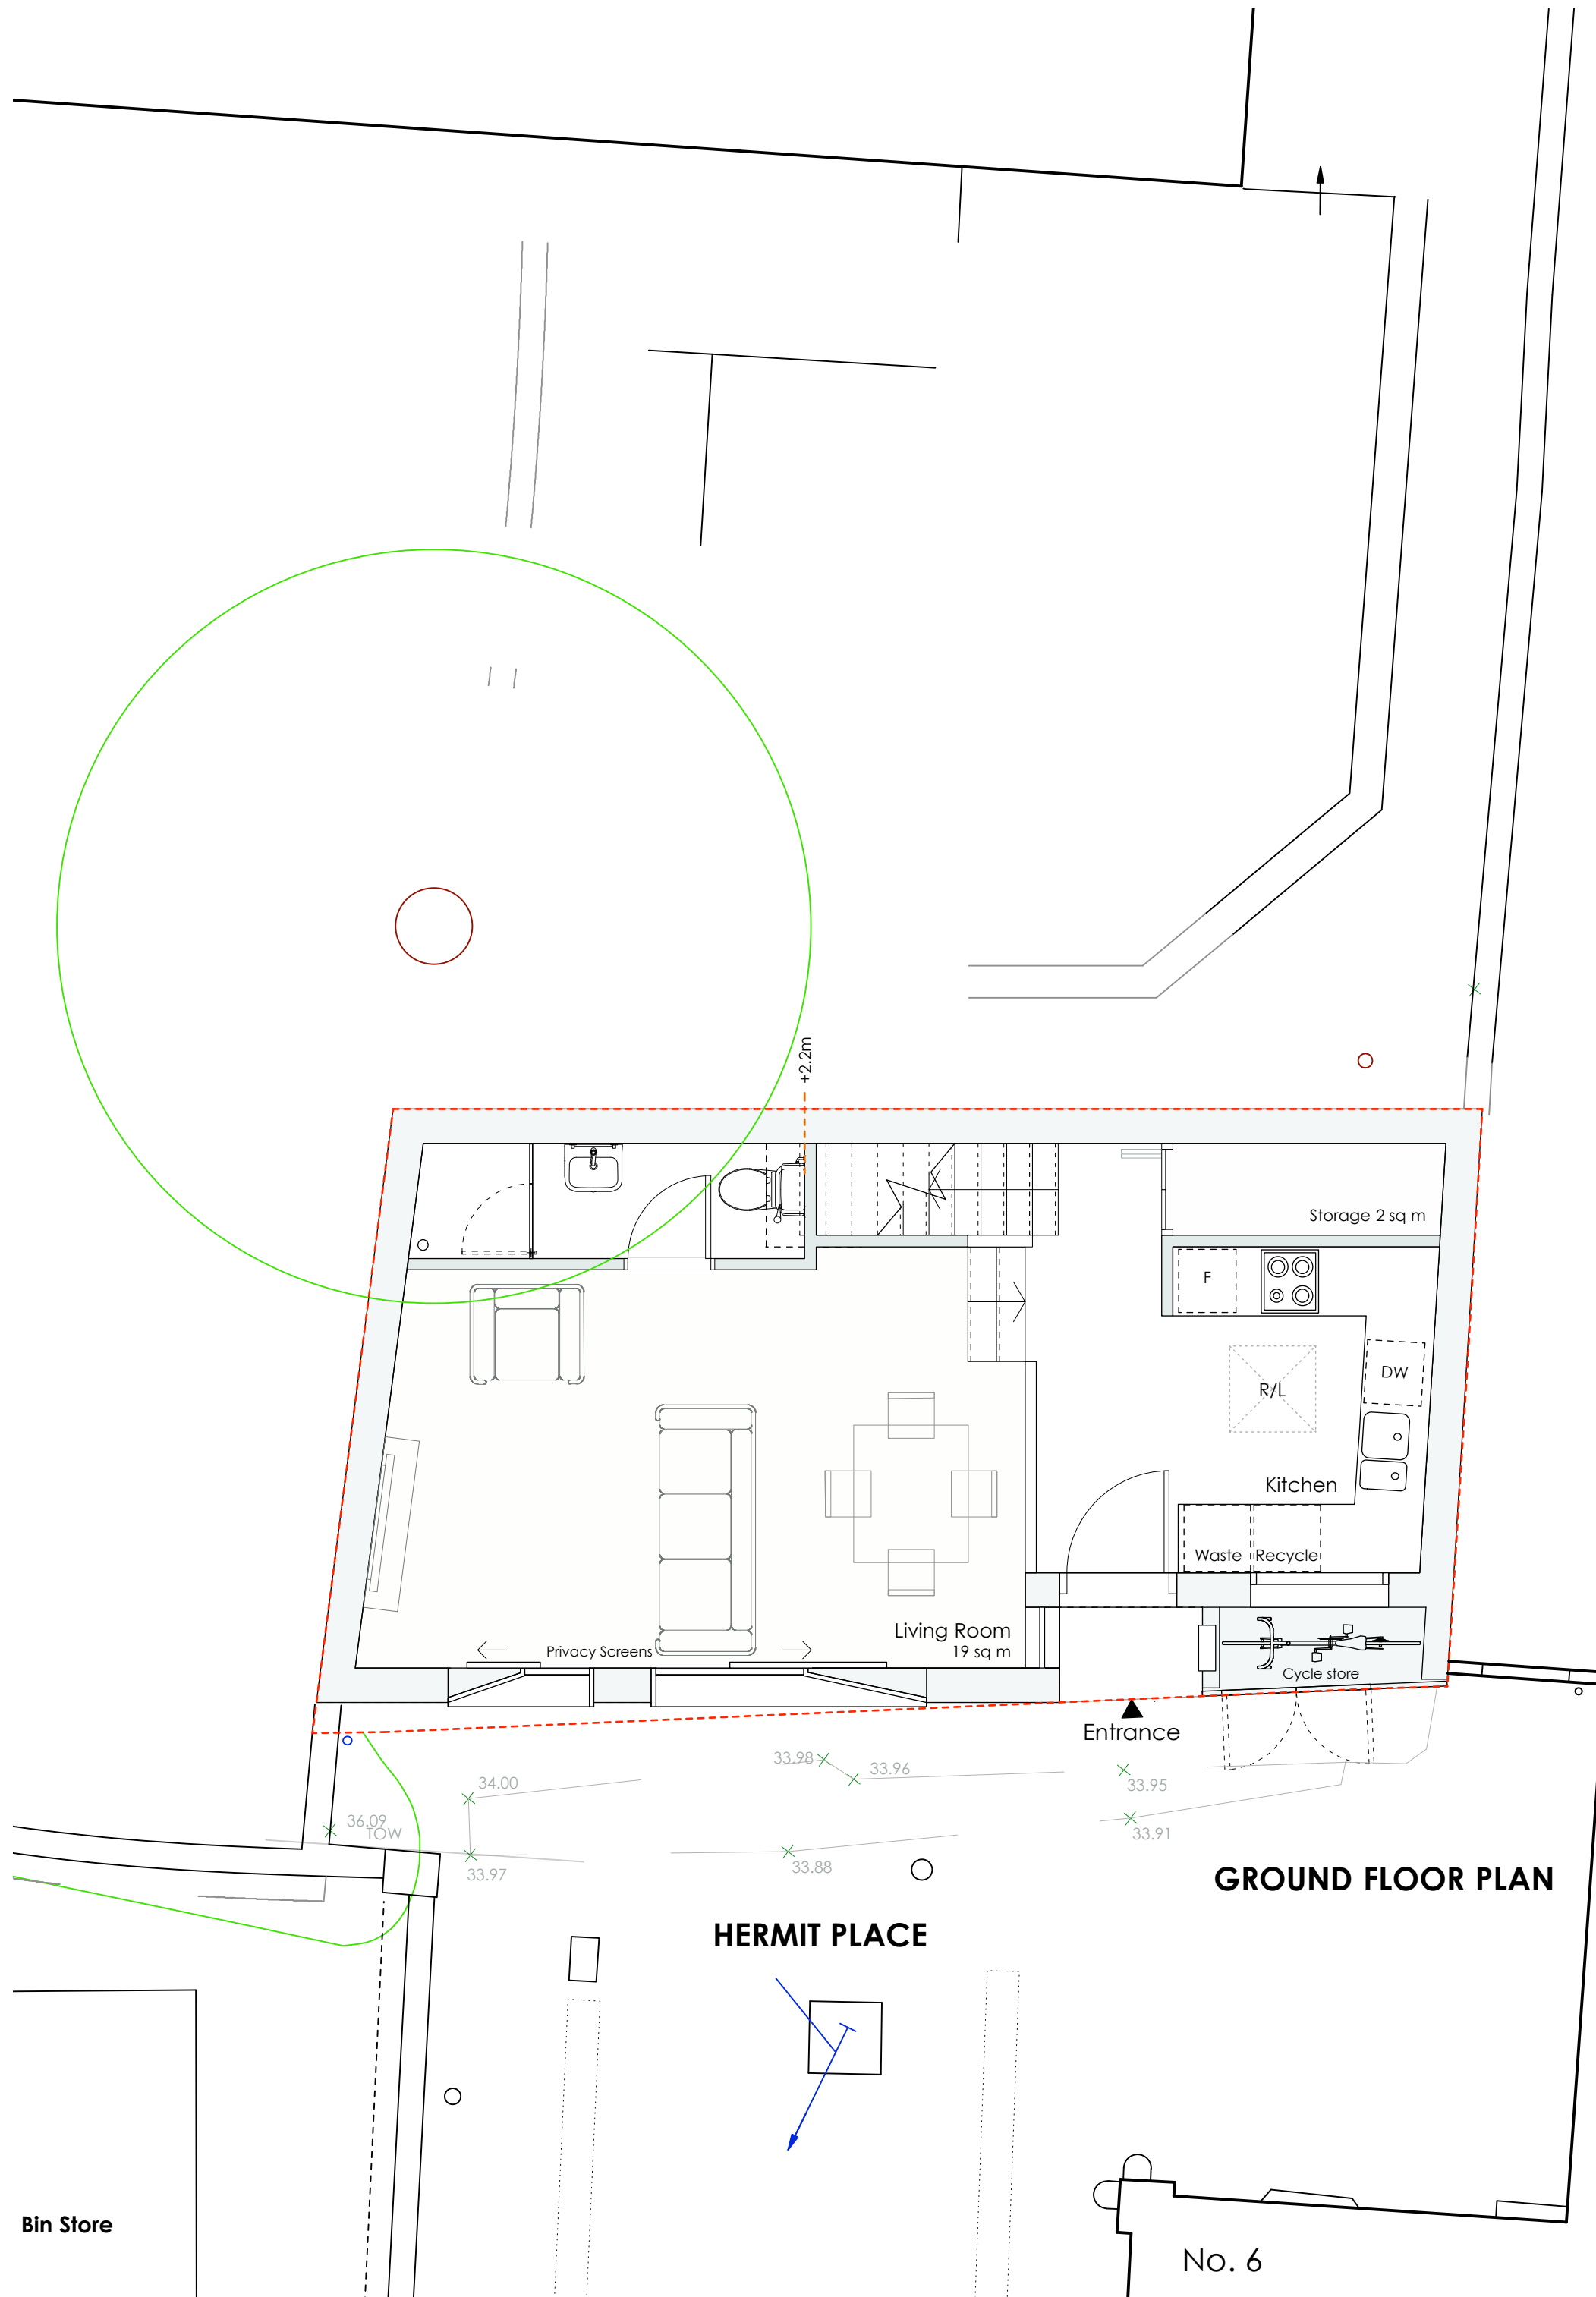 +2.2m
Storage 2 sq m
F
DW
R/L
Kitchen
Waste
Recycle
Living Room
19 sq m
Privacy Screens
Cycle store
Entrance
33.98
33.96
33.95
34.00
36.09
TOW
33.91
33.97
33.88
GROUND FLOOR PLAN
HERMIT PLACE
Bin Store
No. 6